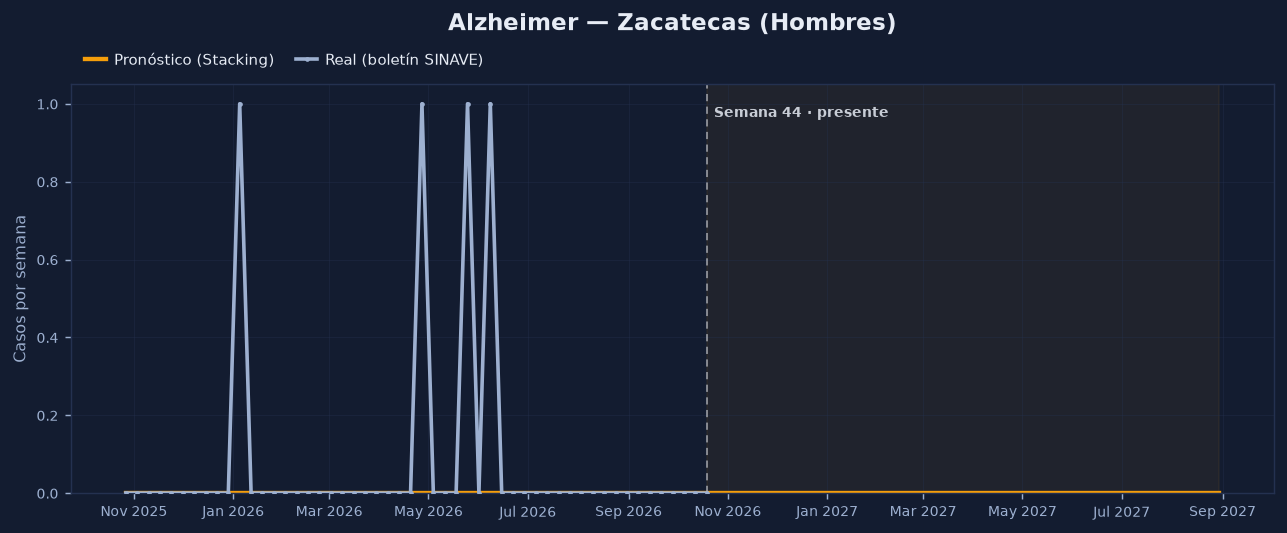 Alzheimer — Zacatecas (Hombres)
Pronóstico (Stacking)
Real (boletín SINAVE)
Semana 44 · presente
Casos por semana
1.0
0.8
0.6
0.4
0.2
0.0
Nov 2025
Jan 2026
Mar 2026
May 2026
Jul 2026
Sep 2026
Nov 2026
Jan 2027
Mar 2027
May 2027
Jul 2027
Sep 2027